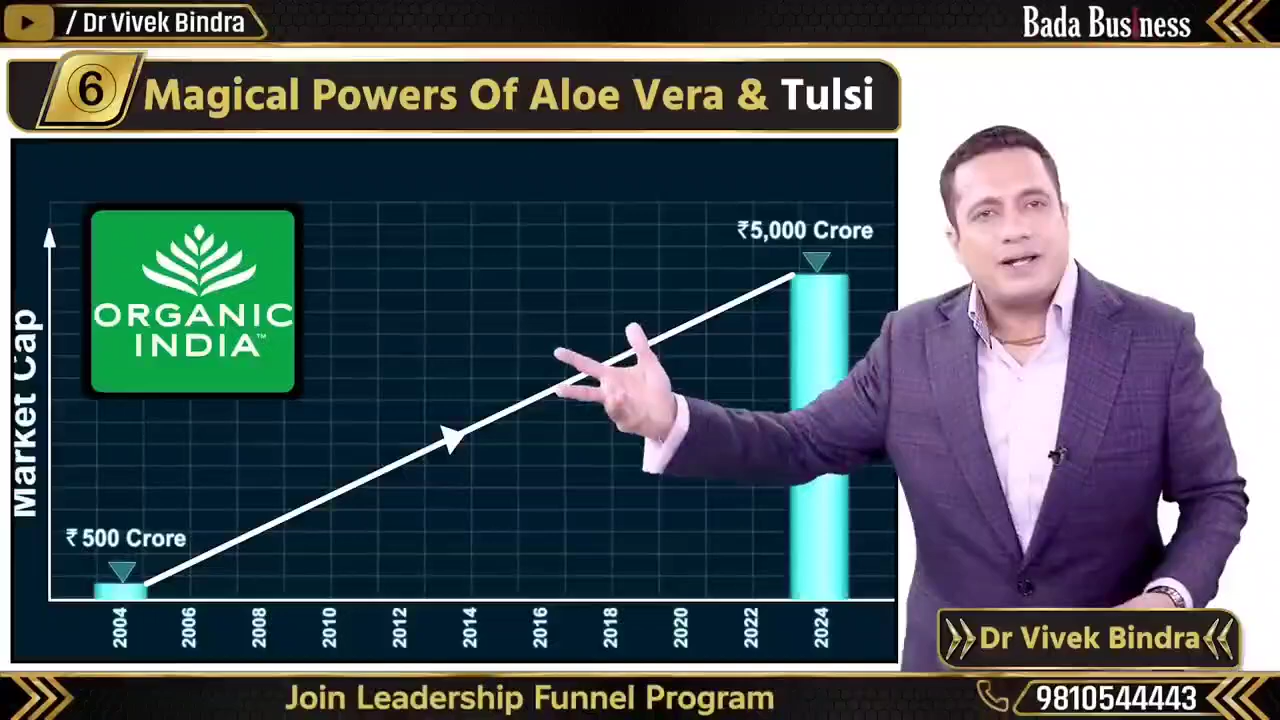 / Dr Vivek Bindra
Bada Business
6 Magical Powers Of Aloe Vera & Tulsi
₹5,000 Crore
ORGANIC
INDIA™
Market Cap
₹ 500 Crore
2004 2006 2008 2010 2012 2014 2016 2018 2020 2022 2024
Dr Vivek Bindra
Join Leadership Funnel Program
9810544443